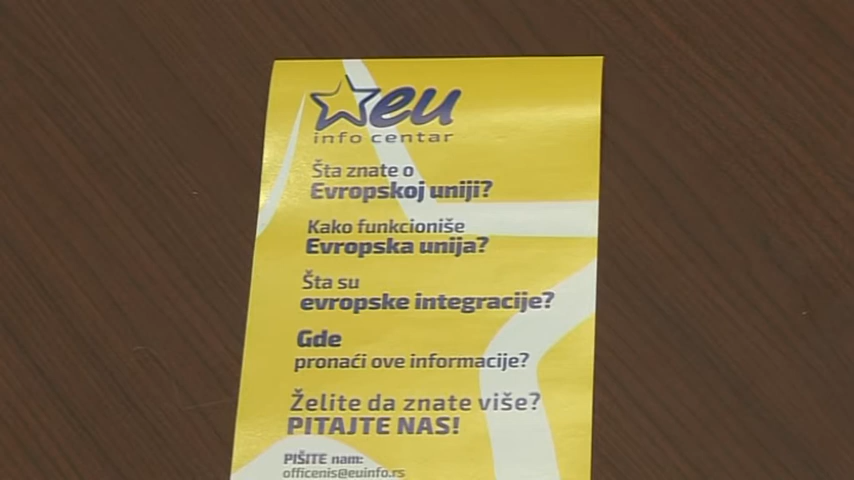 eu
info centar
Šta znate o
Evropskoj uniji?
Kako funkcioniše
Evropska unija?
Šta su
evropske integracije?
Gde
pronaći ove informacije?
Želite da znate više?
PITAJTE NAS!
PIŠITE nam:
officenis@euinfo.rs